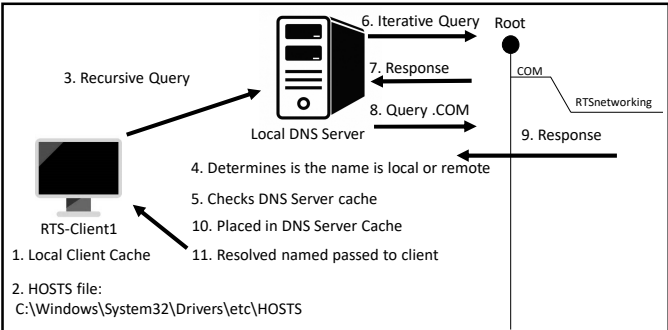 6. Iterative Query
Root
3. Recursive Query
7. Response
COM
8. Query .COM
RTSnetworking
Local DNS Server
9. Response
4. Determines is the name is local or remote
5. Checks DNS Server cache
RTS-Client1
10. Placed in DNS Server Cache
1. Local Client Cache
11. Resolved named passed to client
2. HOSTS file:
C:\Windows\System32\Drivers\etc\HOSTS